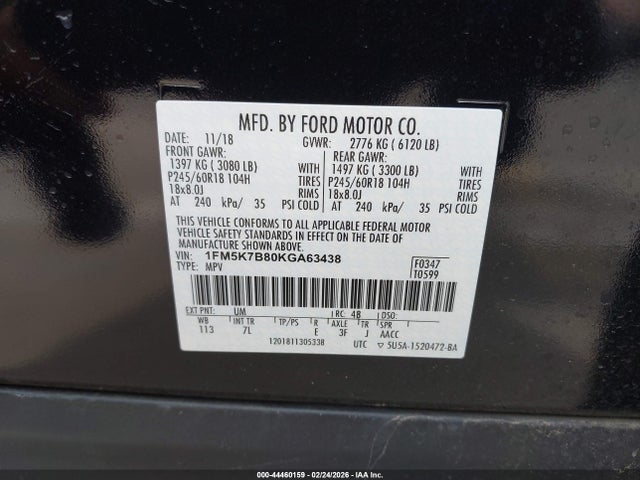 MFD. BY FORD MOTOR CO.
DATE: 11/18 GVWR: 2776 KG ( 6120 LB)
FRONT GAWR: REAR GAWR:
1397 KG ( 3080 LB) WITH 1497 KG ( 3300 LB) WITH
P245/60R18 104H TIRES P245/60R18 104H TIRES
18x8.0J RIMS 18x8.0J RIMS
AT 240 kPa/ 35 PSI COLD AT 240 kPa/ 35 PSI COLD
THIS VEHICLE CONFORMS TO ALL APPLICABLE FEDERAL MOTOR
VEHICLE SAFETY STANDARDS IN EFFECT ON THE DATE OF
MANUFACTURE SHOWN ABOVE.
VIN: 1FM5K7B80KGA63438 F0347
TYPE: MPV T0599
EXT PNT: UM RC: 4B DSO:
WB INT TR TP/PS R AXLE TR SPR
113 7L E 3F J AACC
1201811305338 UTC ▽ 5U5A-1520472-BA
000-44460159 - 02/24/2026 - IAAI, Inc.